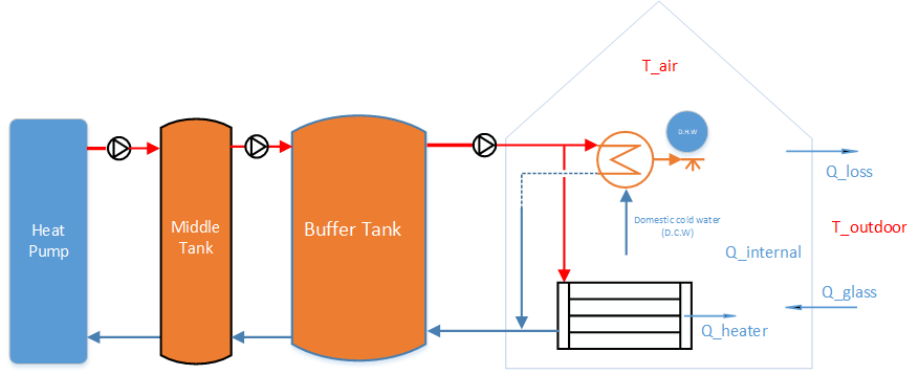 T_air
D.H.W
Q_loss
Heat
Pump
Middle
Tank
Buffer Tank
Domestic cold water
(D.C.W)
T_outdoor
Q_internal
Q_glass
Q_heater